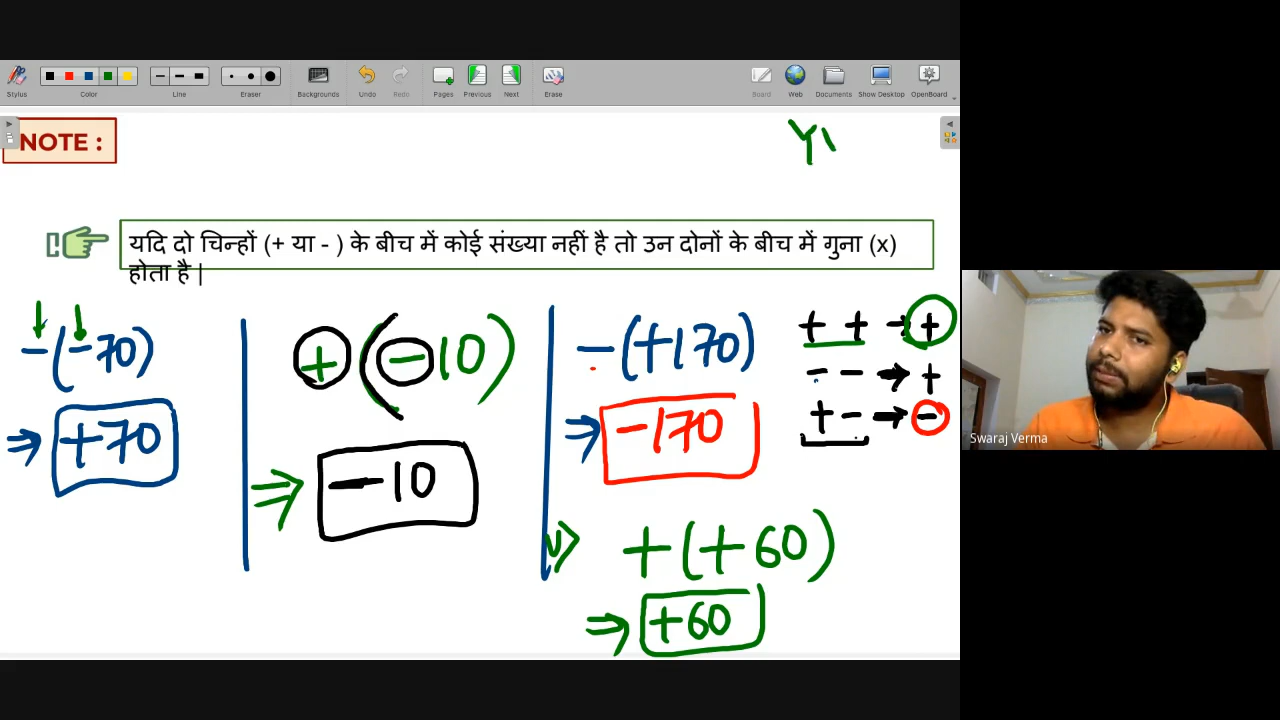 Stylus
Color
Line
Eraser
Backgrounds
Undo
Redo
Pages
Previous
Next
Erase
Board
Web
Documents
Show Desktop
OpenBoard
NOTE :
यदि दो चिन्हों (+ या - ) के बीच में कोई संख्या नहीं है तो उन दोनों के बीच में गुना (x)
होता है |
-(-70)
⇒ +70
+(-10)
⇒ -10
-(+170)
⇒ -170
+(+60)
⇒ +60
+ + → +
- - → +
+ - → -
Swaraj Verma